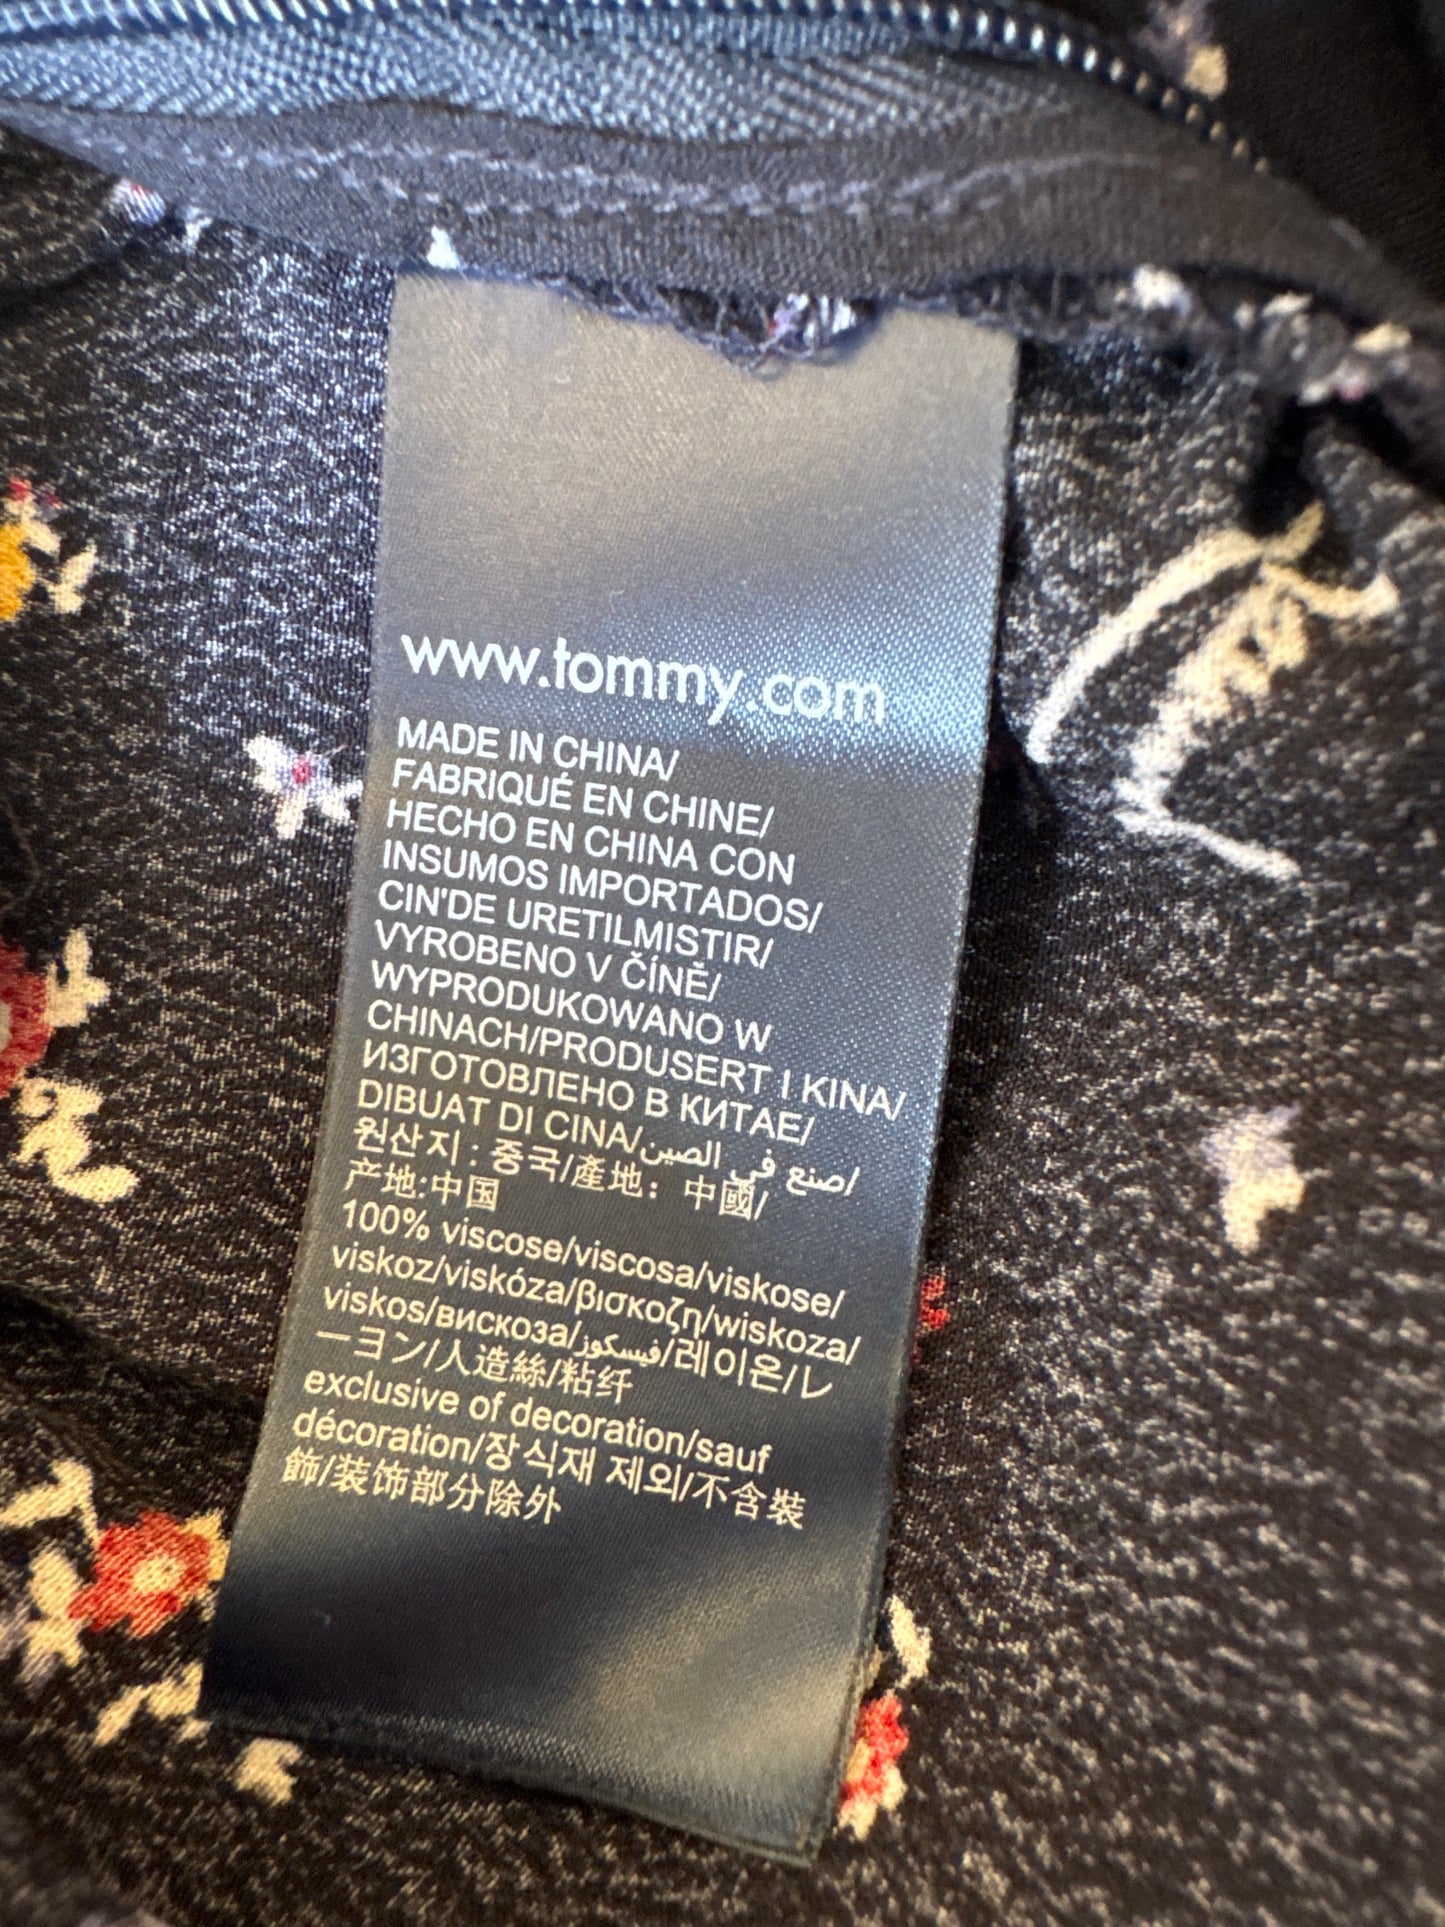 www.tommy.com
MADE IN CHINA/
FABRIQUÉ EN CHINE/
HECHO EN CHINA CON
INSUMOS IMPORTADOS/
CIN'DE URETILMISTIR/
VYROBENO V ČÍNĚ/
WYPRODUKOWANO W
CHINACH/PRODUSERT I KINA/
ИЗГОТОВЛЕНО В КИТАЕ/
DIBUAT DI CINA/صنع في الصين/
원산지 : 중국/產地： 中國/
产地:中国
100% viscose/viscosa/viskose/
viskoz/viskóza/βισκοζη/wiskoza/
viskos/вискоза/فيسكوز/레이온/レ
ーヨン/人造絲/粘纤
exclusive of decoration/sauf
décoration/장식재 제외/不含裝
飾/装饰部分除外